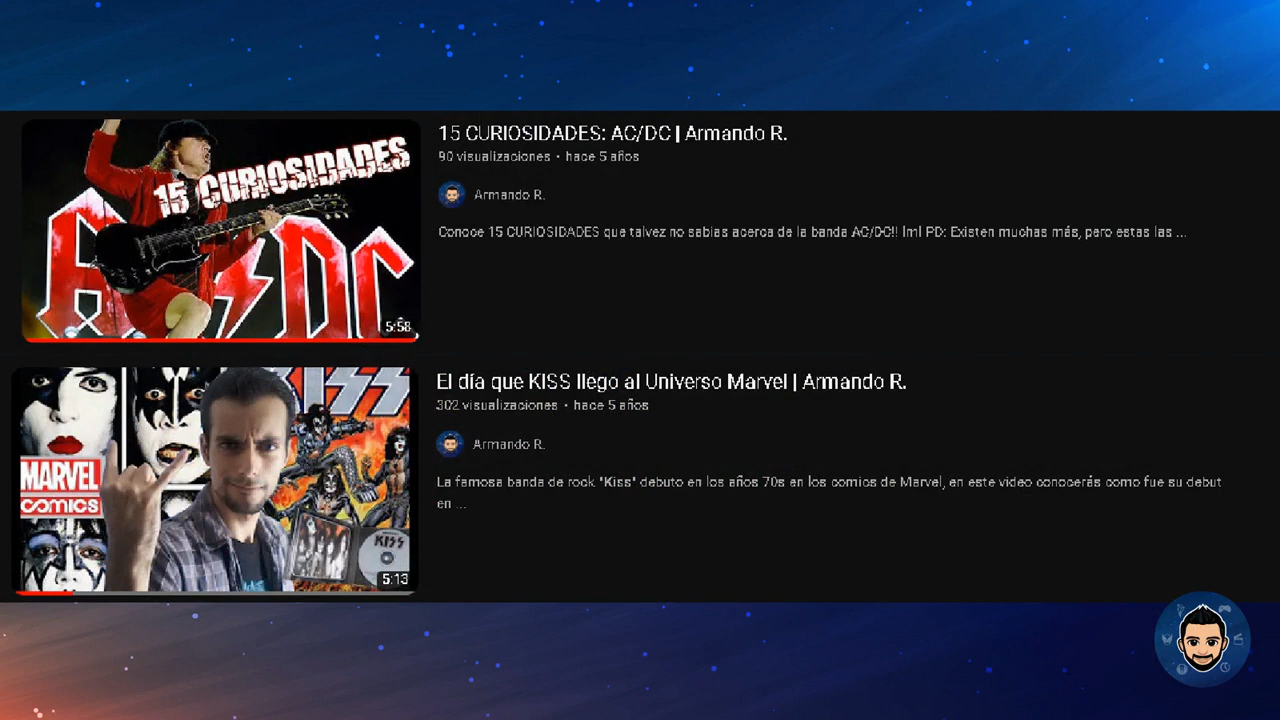 15 CURIOSIDADES
AC/DC
5:58
15 CURIOSIDADES: AC/DC | Armando R.
90 visualizaciones • hace 5 años
Armando R.
Conoce 15 CURIOSIDADES que talvez no sabias acerca de la banda AC/DC!! lml PD: Existen muchas más, pero estas las ...
KISS
MARVEL
COMICS
KISS
5:13
El día que KISS llego al Universo Marvel | Armando R.
302 visualizaciones • hace 5 años
Armando R.
La famosa banda de rock "Kiss" debuto en los años 70s en los comics de Marvel, en este video conocerás como fue su debut
en ...